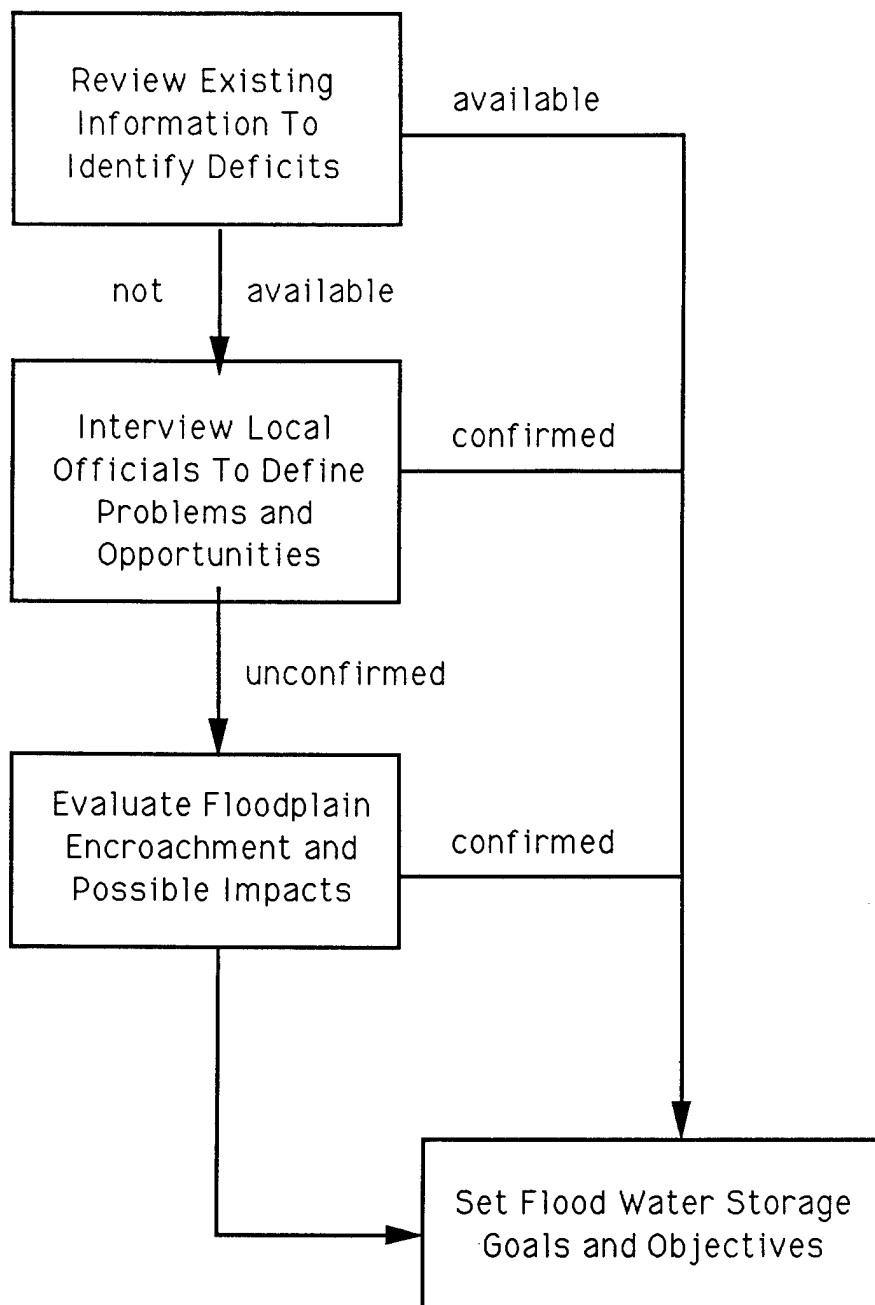 Review Existing
Information To
Identify Deficits
available
not available
Interview Local
Officials To Define
Problems and
Opportunities
confirmed
unconfirmed
Evaluate Floodplain
Encroachment and
Possible Impacts
confirmed
Set Flood Water Storage
Goals and Objectives